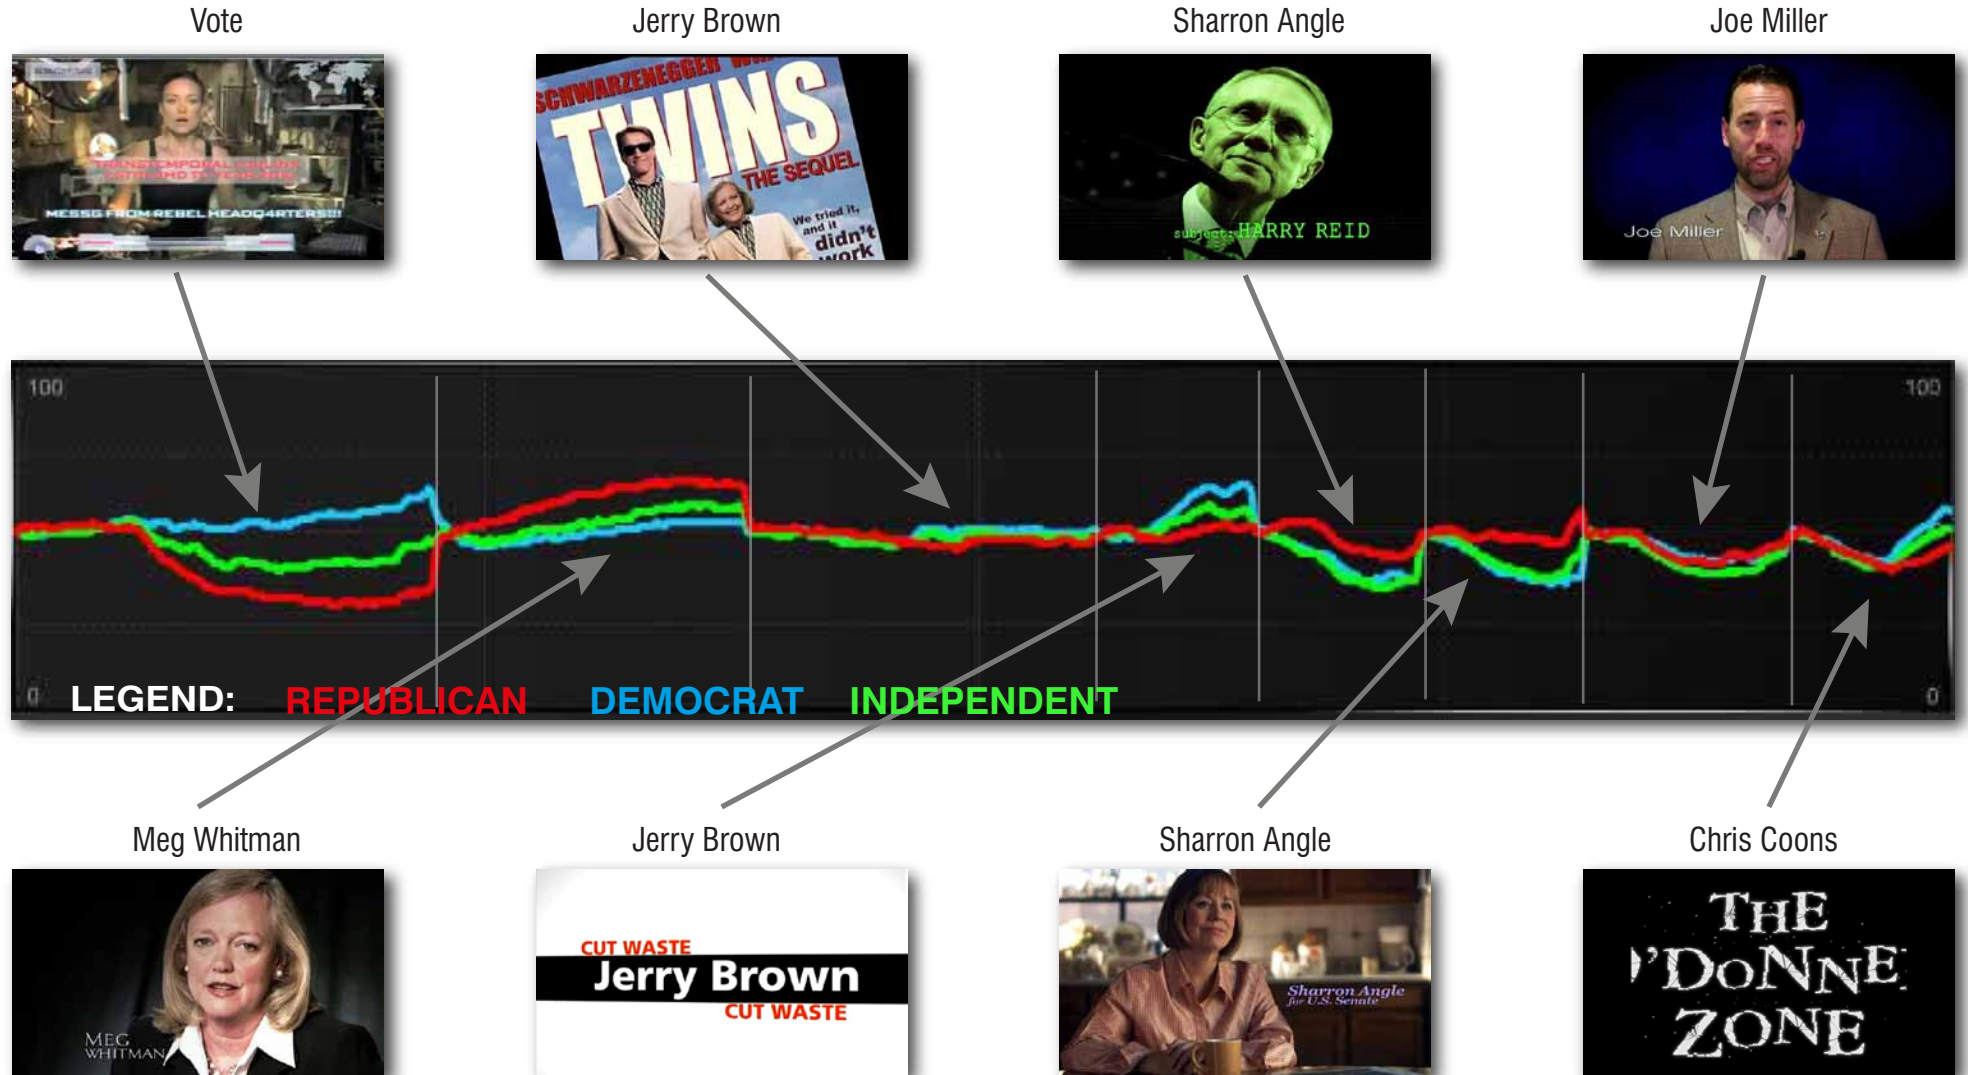 Vote
Jerry Brown
Sharron Angle
Joe Miller
MESSG FROM REBEL HEADQ4RTERS!!!
SCHWARZENEGGER
TWINS
THE SEQUEL
We tried it,
and it
didn't
work
subject: HARRY REID
Joe Miller
100
100
0
0
LEGEND: REPUBLICAN DEMOCRAT INDEPENDENT
Meg Whitman
Jerry Brown
Sharron Angle
Chris Coons
MEG
WHITMAN
CUT WASTE
Jerry Brown
CUT WASTE
Sharron Angle
for U.S. Senate
THE
'DONNE
ZONE